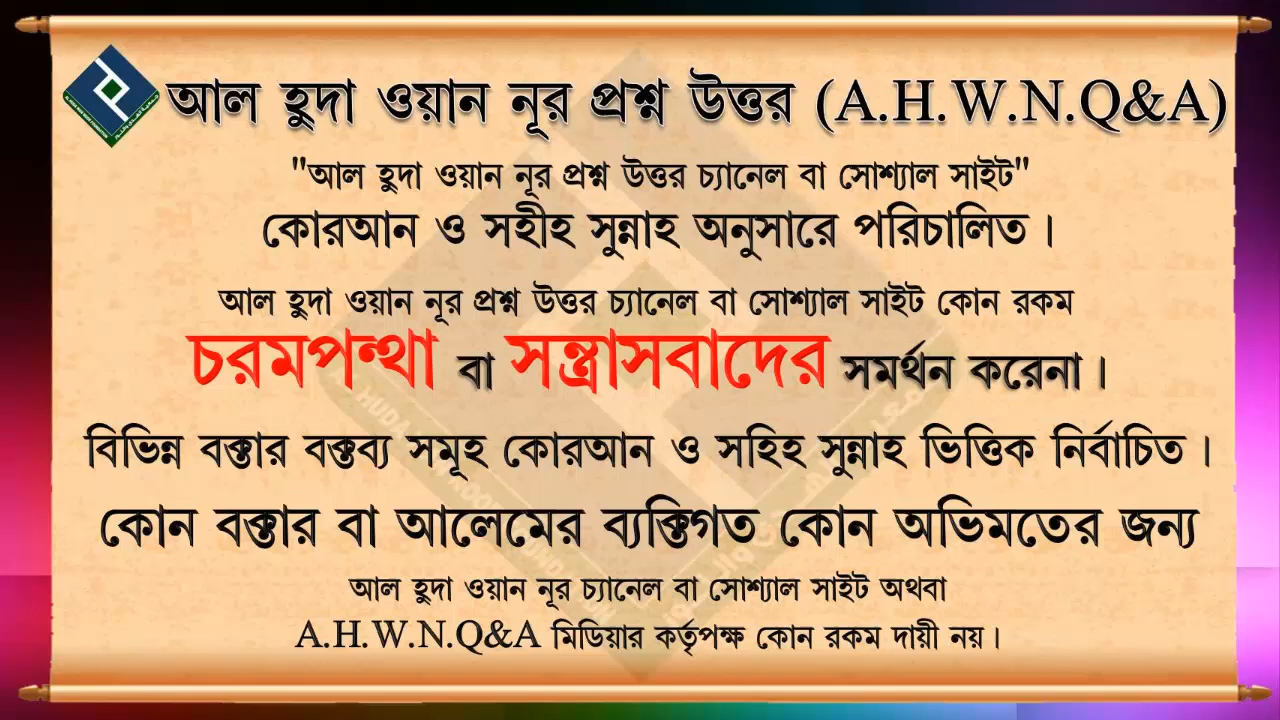 আল হুদা ওয়ান নূর প্রশ্ন উত্তর (A.H.W.N.Q&A)
"আল হুদা ওয়ান নূর প্রশ্ন উত্তর চ্যানেল বা সোশ্যাল সাইট"
কোরআন ও সহীহ সুন্নাহ অনুসারে পরিচালিত।
আল হুদা ওয়ান নূর প্রশ্ন উত্তর চ্যানেল বা সোশ্যাল সাইট কোন রকম
চরমপন্থা বা সন্ত্রাসবাদের সমর্থন করেনা।
বিভিন্ন বক্তার বক্তব্য সমূহ কোরআন ও সহিহ সুন্নাহ ভিত্তিক নির্বাচিত।
কোন বক্তার বা আলেমের ব্যক্তিগত কোন অভিমতের জন্য
আল হুদা ওয়ান নূর চ্যানেল বা সোশ্যাল সাইট অথবা
A.H.W.N.Q&A মিডিয়ার কর্তৃপক্ষ কোন রকম দায়ী নয়।